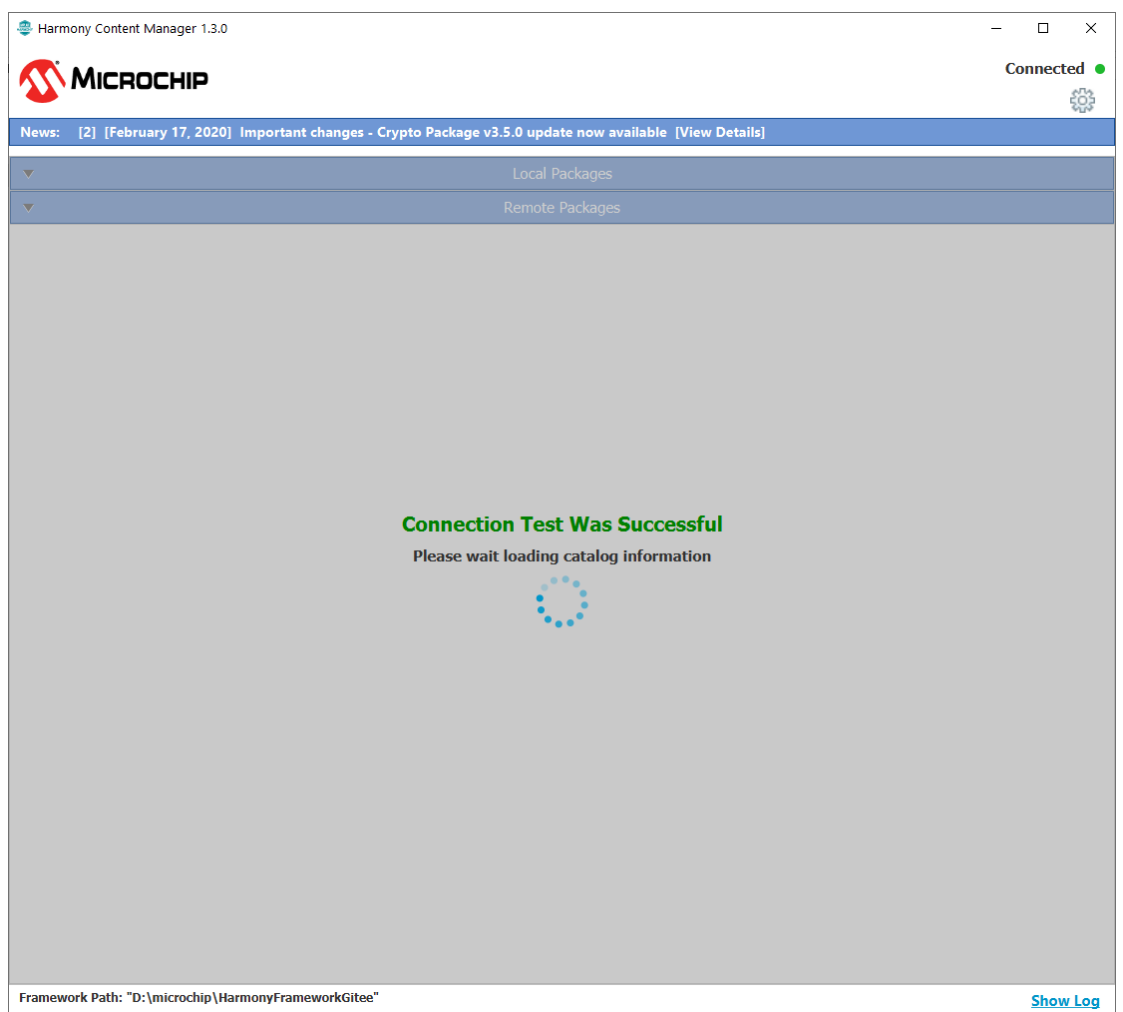 Harmony Content Manager 1.3.0
MICROCHIP
Connected
News: [2] [February 17, 2020] Important changes - Crypto Package v3.5.0 update now available [View Details]
Local Packages
Remote Packages
Connection Test Was Successful
Please wait loading catalog information
Framework Path: "D:\microchip\HarmonyFrameworkGitee"
Show Log